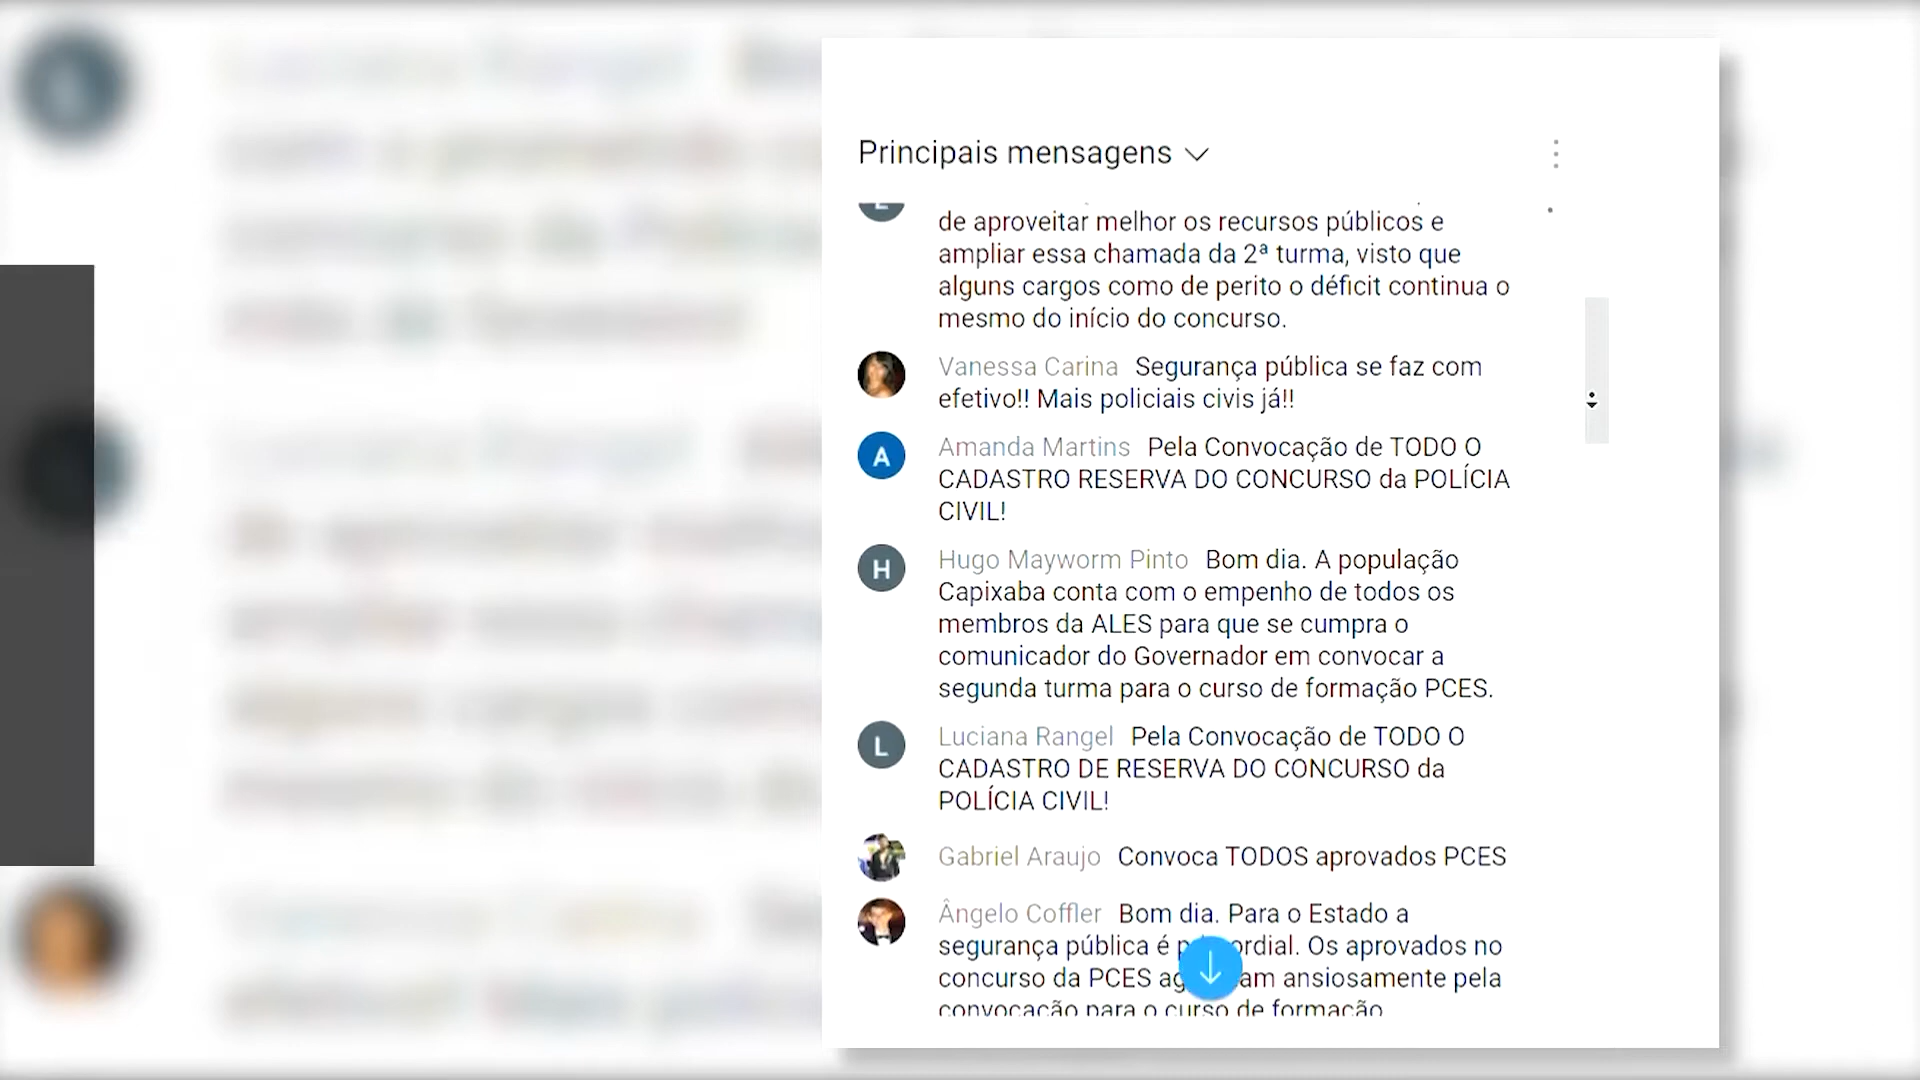 Principais mensagens
de aproveitar melhor os recursos públicos e
ampliar essa chamada da 2ª turma, visto que
alguns cargos como de perito o déficit continua o
mesmo do início do concurso.
Vanessa Carina Segurança pública se faz com
efetivo!! Mais policiais civis já!!
A
Amanda Martins Pela Convocação de TODO O
CADASTRO RESERVA DO CONCURSO da POLÍCIA
CIVIL!
H
Hugo Mayworm Pinto Bom dia. A população
Capixaba conta com o empenho de todos os
membros da ALES para que se cumpra o
comunicador do Governador em convocar a
segunda turma para o curso de formação PCES.
L
Luciana Rangel Pela Convocação de TODO O
CADASTRO DE RESERVA DO CONCURSO da
POLÍCIA CIVIL!
Gabriel Araujo Convoca TODOS aprovados PCES
Ângelo Coffler Bom dia. Para o Estado a
segurança pública é Os aprovados no
concurso da PCES ansiosamente pela
convocação para o curso de formação